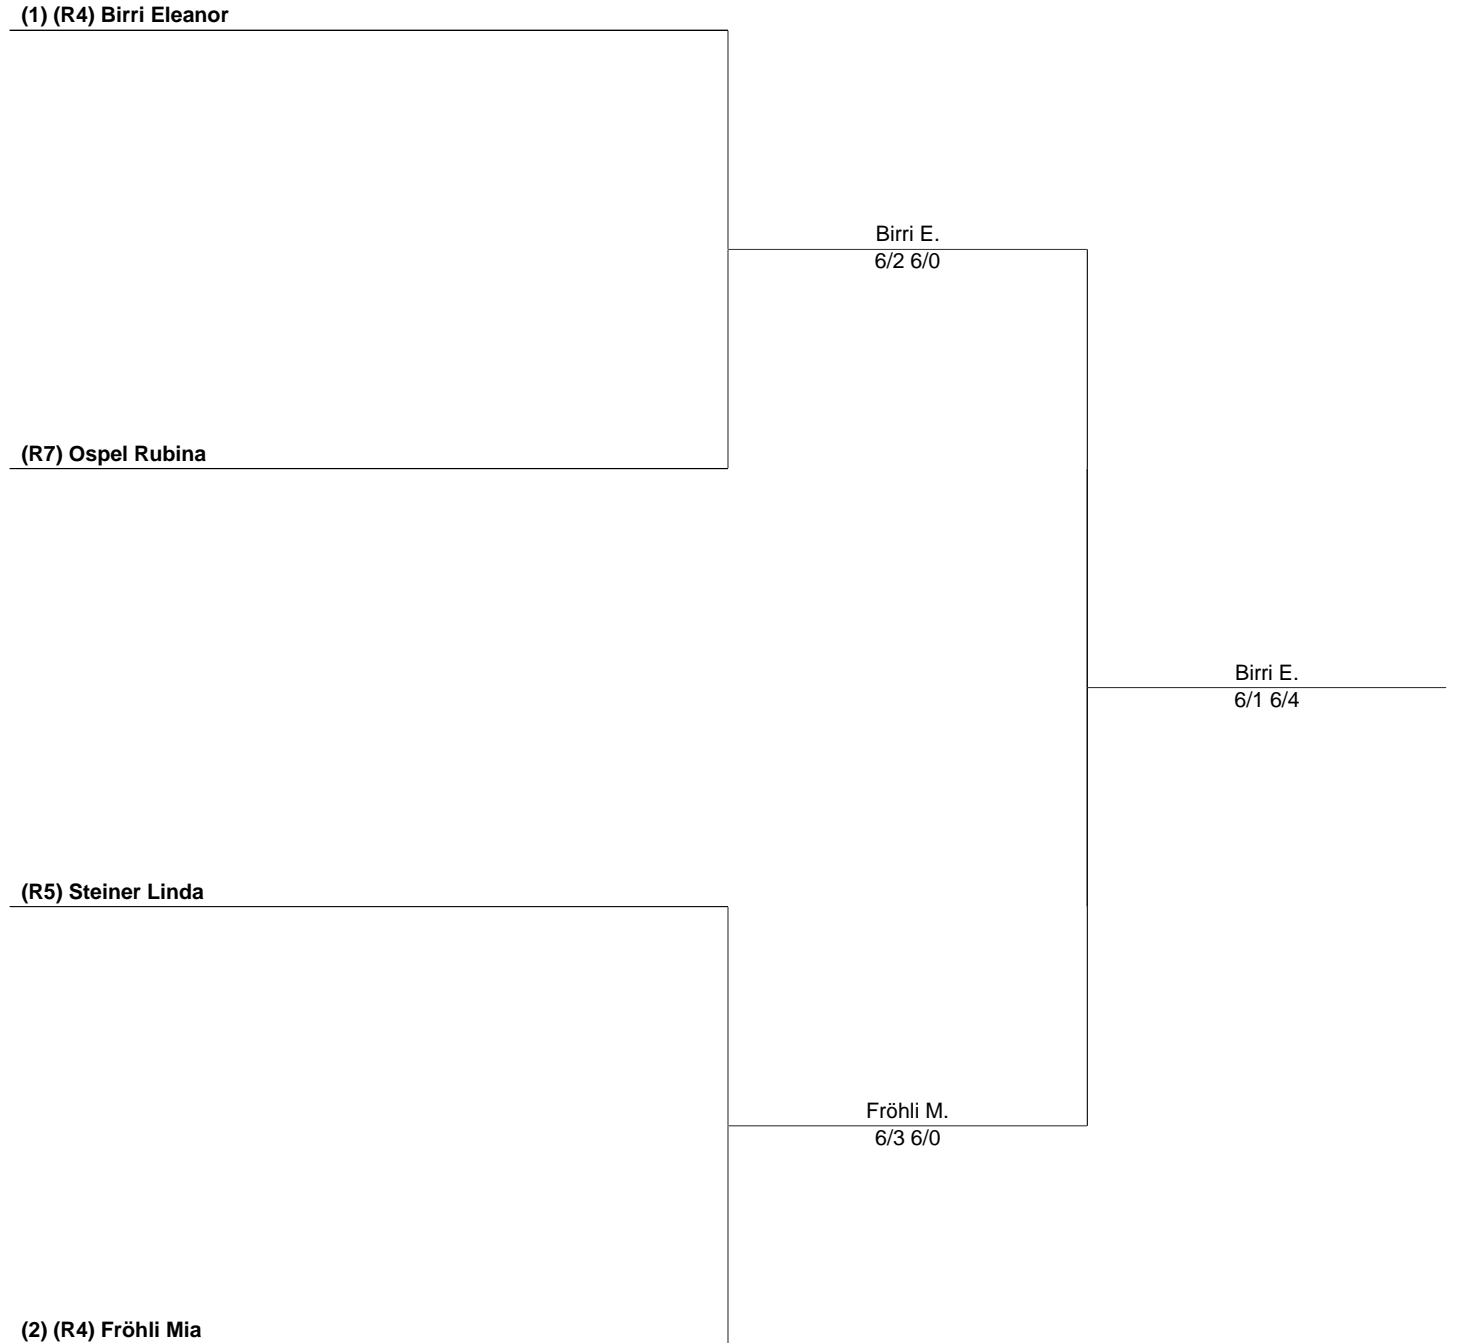 (1) (R4) Birri Eleanor
Birri E.
6/2 6/0
(R7) Ospel Rubina
Birri E.
6/1 6/4
(R5) Steiner Linda
Fröhli M.
6/3 6/0
(2) (R4) Fröhli Mia